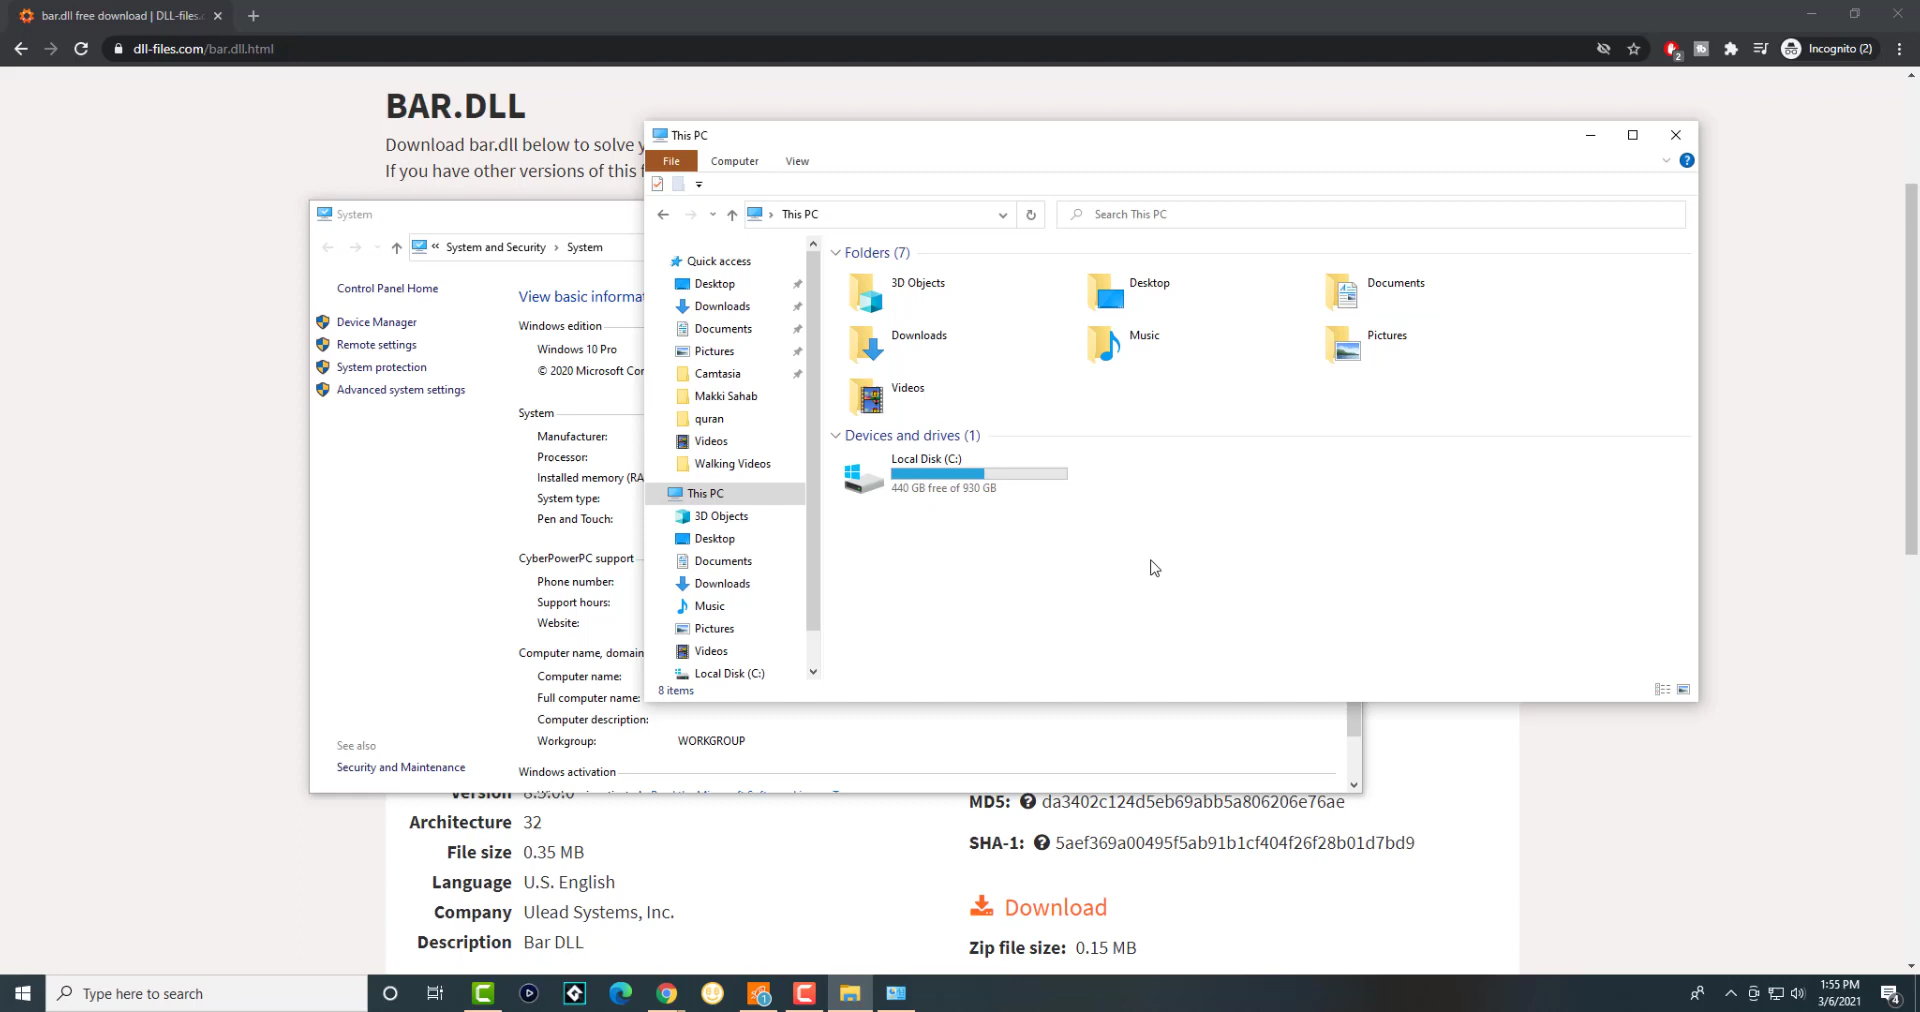 bar.dll free download | DLL-files.c
dll-files.com/bar.dll.html
Incognito (2)
BAR.DLL
Download bar.dll below to solve y
If you have other versions of this f
System
System and Security
System
Control Panel Home
Device Manager
Remote settings
System protection
Advanced system settings
See also
Security and Maintenance
View basic informa
Windows edition
Windows 10 Pro
© 2020 Microsoft Cor
System
Manufacturer:
Processor:
Installed memory (RA
System type:
Pen and Touch:
CyberPowerPC support
Phone number:
Support hours:
Website:
Computer name, domain
Computer name:
Full computer name:
Computer description:
Workgroup: WORKGROUP
Windows activation
This PC
File Computer View
This PC
Search This PC
Quick access
Desktop
Downloads
Documents
Pictures
Camtasia
Makki Sahab
quran
Videos
Walking Videos
This PC
3D Objects
Desktop
Documents
Downloads
Music
Pictures
Videos
Local Disk (C:)
8 items
Folders (7)
3D Objects
Desktop
Documents
Downloads
Music
Pictures
Videos
Devices and drives (1)
Local Disk (C:)
440 GB free of 930 GB
Version
Architecture 32
File size 0.35 MB
Language U.S. English
Company Ulead Systems, Inc.
Description Bar DLL
MD5: da3402c124d5eb69abb5a806206e76ae
SHA-1: 5aef369a00495f5ab91b1cf404f26f28b01d7bd9
Download
Zip file size: 0.15 MB
Type here to search
1:55 PM
3/6/2021
4